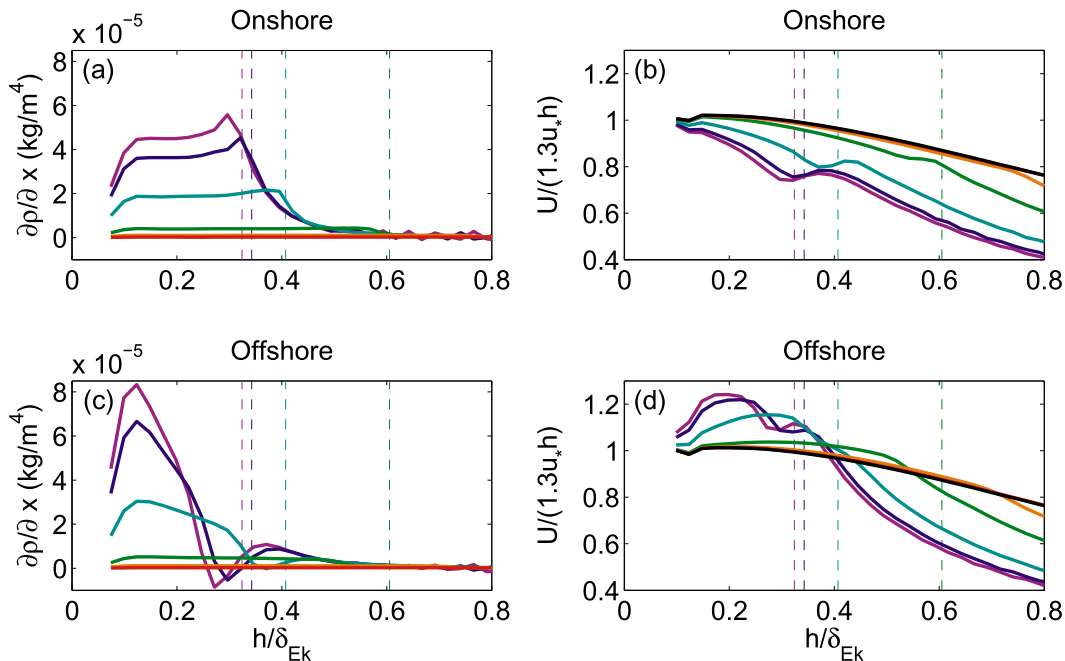 Onshore
x 10⁻⁵
(a)
8
6
4
2
0
∂ρ/∂ x (kg/m⁴)
0 0.2 0.4 0.6 0.8
Onshore
(b)
1.2
1
0.8
0.6
0.4
U/(1.3u*h)
0 0.2 0.4 0.6 0.8
Offshore
x 10⁻⁵
(c)
8
6
4
2
0
∂ρ/∂ x (kg/m⁴)
0 0.2 0.4 0.6 0.8
h/δEk
Offshore
(d)
1.2
1
0.8
0.6
0.4
U/(1.3u*h)
0 0.2 0.4 0.6 0.8
h/δEk